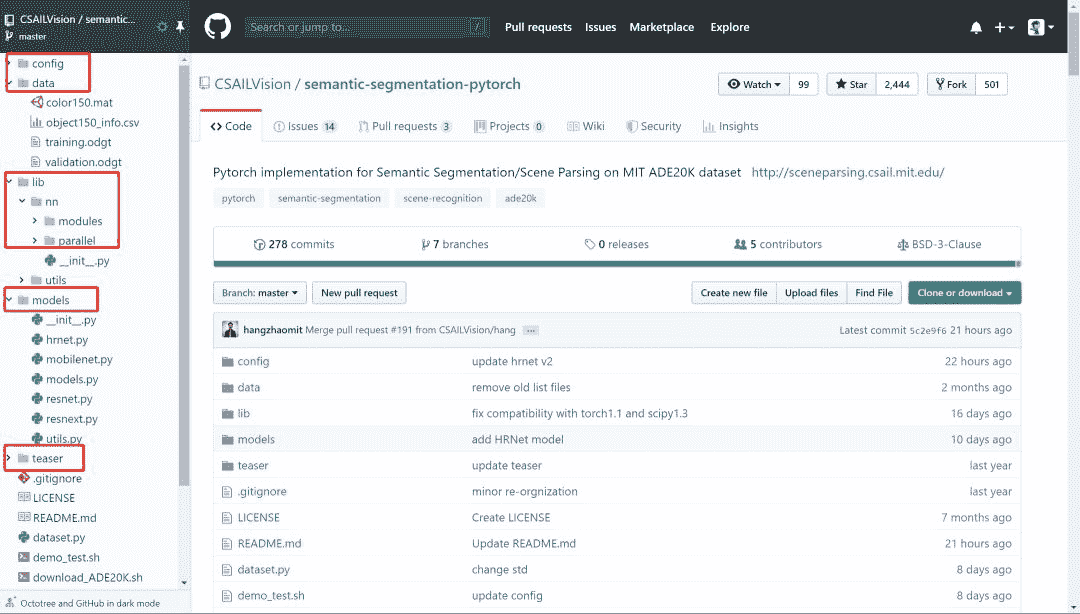 CSAILVision / semantic...
master
Search or jump to... /
Pull requests Issues Marketplace Explore
config
data
color150.mat
object150_info.csv
training.odgt
validation.odgt
lib
nn
modules
parallel
__init__.py
utils
models
__init__.py
hrnet.py
mobilenet.py
models.py
resnet.py
resnext.py
utils.py
teaser
.gitignore
LICENSE
README.md
dataset.py
demo_test.sh
download_ADE20K.sh
Octotree and GitHub in dark mode
CSAILVision / semantic-segmentation-pytorch
Watch 99 Star 2,444 Fork 501
Code Issues 14 Pull requests 3 Projects 0 Wiki Security Insights
Pytorch implementation for Semantic Segmentation/Scene Parsing on MIT ADE20K dataset http://sceneparsing.csail.mit.edu/
pytorch semantic-segmentation scene-recognition ade20k
278 commits 7 branches 0 releases 5 contributors BSD-3-Clause
Branch: master New pull request Create new file Upload files Find File Clone or download
hangzhaomit Merge pull request #191 from CSAILVision/hang ... Latest commit 5c2e9f6 21 hours ago
config update hrnet v2 22 hours ago
data remove old list files 2 months ago
lib fix compatibility with torch1.1 and scipy1.3 16 days ago
models add HRNet model 10 days ago
teaser update teaser last year
.gitignore minor re-orgnization last year
LICENSE Create LICENSE 7 months ago
README.md Update README.md 21 hours ago
dataset.py change std 8 days ago
demo_test.sh update config 8 days ago